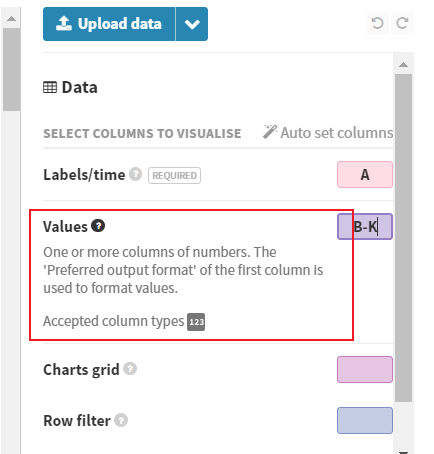 Upload data
Data
SELECT COLUMNS TO VISUALISE Auto set columns
Labels/time ? REQUIRED A
Values ? B-K
One or more columns of numbers. The
'Preferred output format' of the first column is
used to format values.
Accepted column types 123
Charts grid ?
Row filter ?